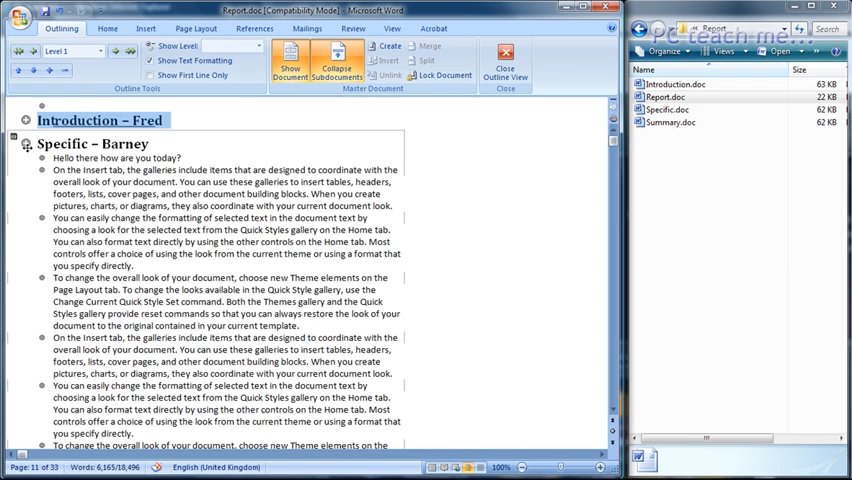 Report.doc [Compatibility Mode] - Microsoft Word
Outlining
Home
Insert
Page Layout
References
Mailings
Review
View
Acrobat
Level 1
Show Level:
Show Text Formatting
Show First Line Only
Outline Tools
Show Document
Collapse Subdocuments
Create
Merge
Insert
Split
Unlink
Lock Document
Master Document
Close Outline View
Close
Introduction – Fred
Specific – Barney
Hello there how are you today?
On the Insert tab, the galleries include items that are designed to coordinate with the
overall look of your document. You can use these galleries to insert tables, headers,
footers, lists, cover pages, and other document building blocks. When you create
pictures, charts, or diagrams, they also coordinate with your current document look.
You can easily change the formatting of selected text in the document text by
choosing a look for the selected text from the Quick Styles gallery on the Home tab.
You can also format text directly by using the other controls on the Home tab. Most
controls offer a choice of using the look from the current theme or using a format that
you specify directly.
To change the overall look of your document, choose new Theme elements on the
Page Layout tab. To change the looks available in the Quick Style gallery, use the
Change Current Quick Style Set command. Both the Themes gallery and the Quick
Styles gallery provide reset commands so that you can always restore the look of your
document to the original contained in your current template.
On the Insert tab, the galleries include items that are designed to coordinate with the
overall look of your document. You can use these galleries to insert tables, headers,
footers, lists, cover pages, and other document building blocks. When you create
pictures, charts, or diagrams, they also coordinate with your current document look.
You can easily change the formatting of selected text in the document text by
choosing a look for the selected text from the Quick Styles gallery on the Home tab.
You can also format text directly by using the other controls on the Home tab. Most
controls offer a choice of using the look from the current theme or using a format that
you specify directly.
To change the overall look of your document, choose new Theme elements on the
Page: 11 of 33
Words: 6,165/18,496
English (United Kingdom)
100%
Report
Search
PC teach me...
Organize
Views
Open
Name
Size
Introduction.doc 63 KB
Report.doc 22 KB
Specific.doc 62 KB
Summary.doc 62 KB